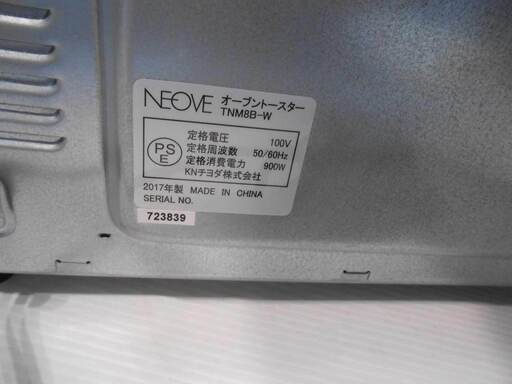 NEOVE オーブントースター
TNM8B-W
PS
E
定格電圧 100V
定格周波数 50/60Hz
定格消費電力 900W
KNチヨダ株式会社
2017年製 MADE IN CHINA
SERIAL NO.
723839